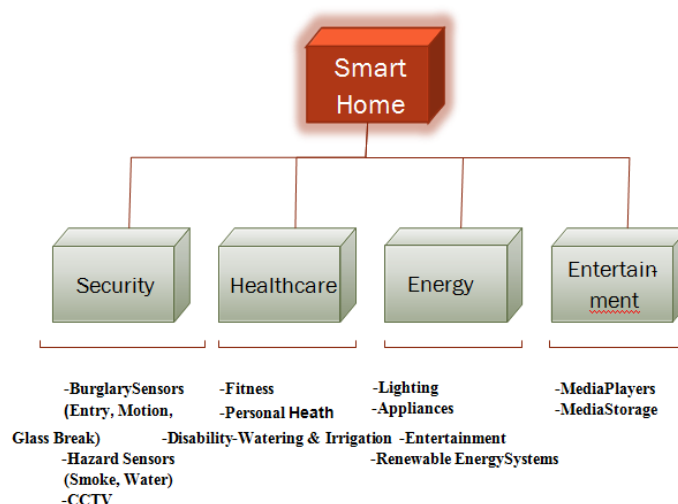 Smart
Home
Security
Healthcare
Energy
Entertain-
ment
-BurglarySensors
(Entry, Motion,
Glass Break)
-Hazard Sensors
(Smoke, Water)
-CCTV
-Fitness
-Personal Heath
-Disability-Watering & Irrigation
-Lighting
-Appliances
-Entertainment
-Renewable EnergySystems
-MediaPlayers
-MediaStorage